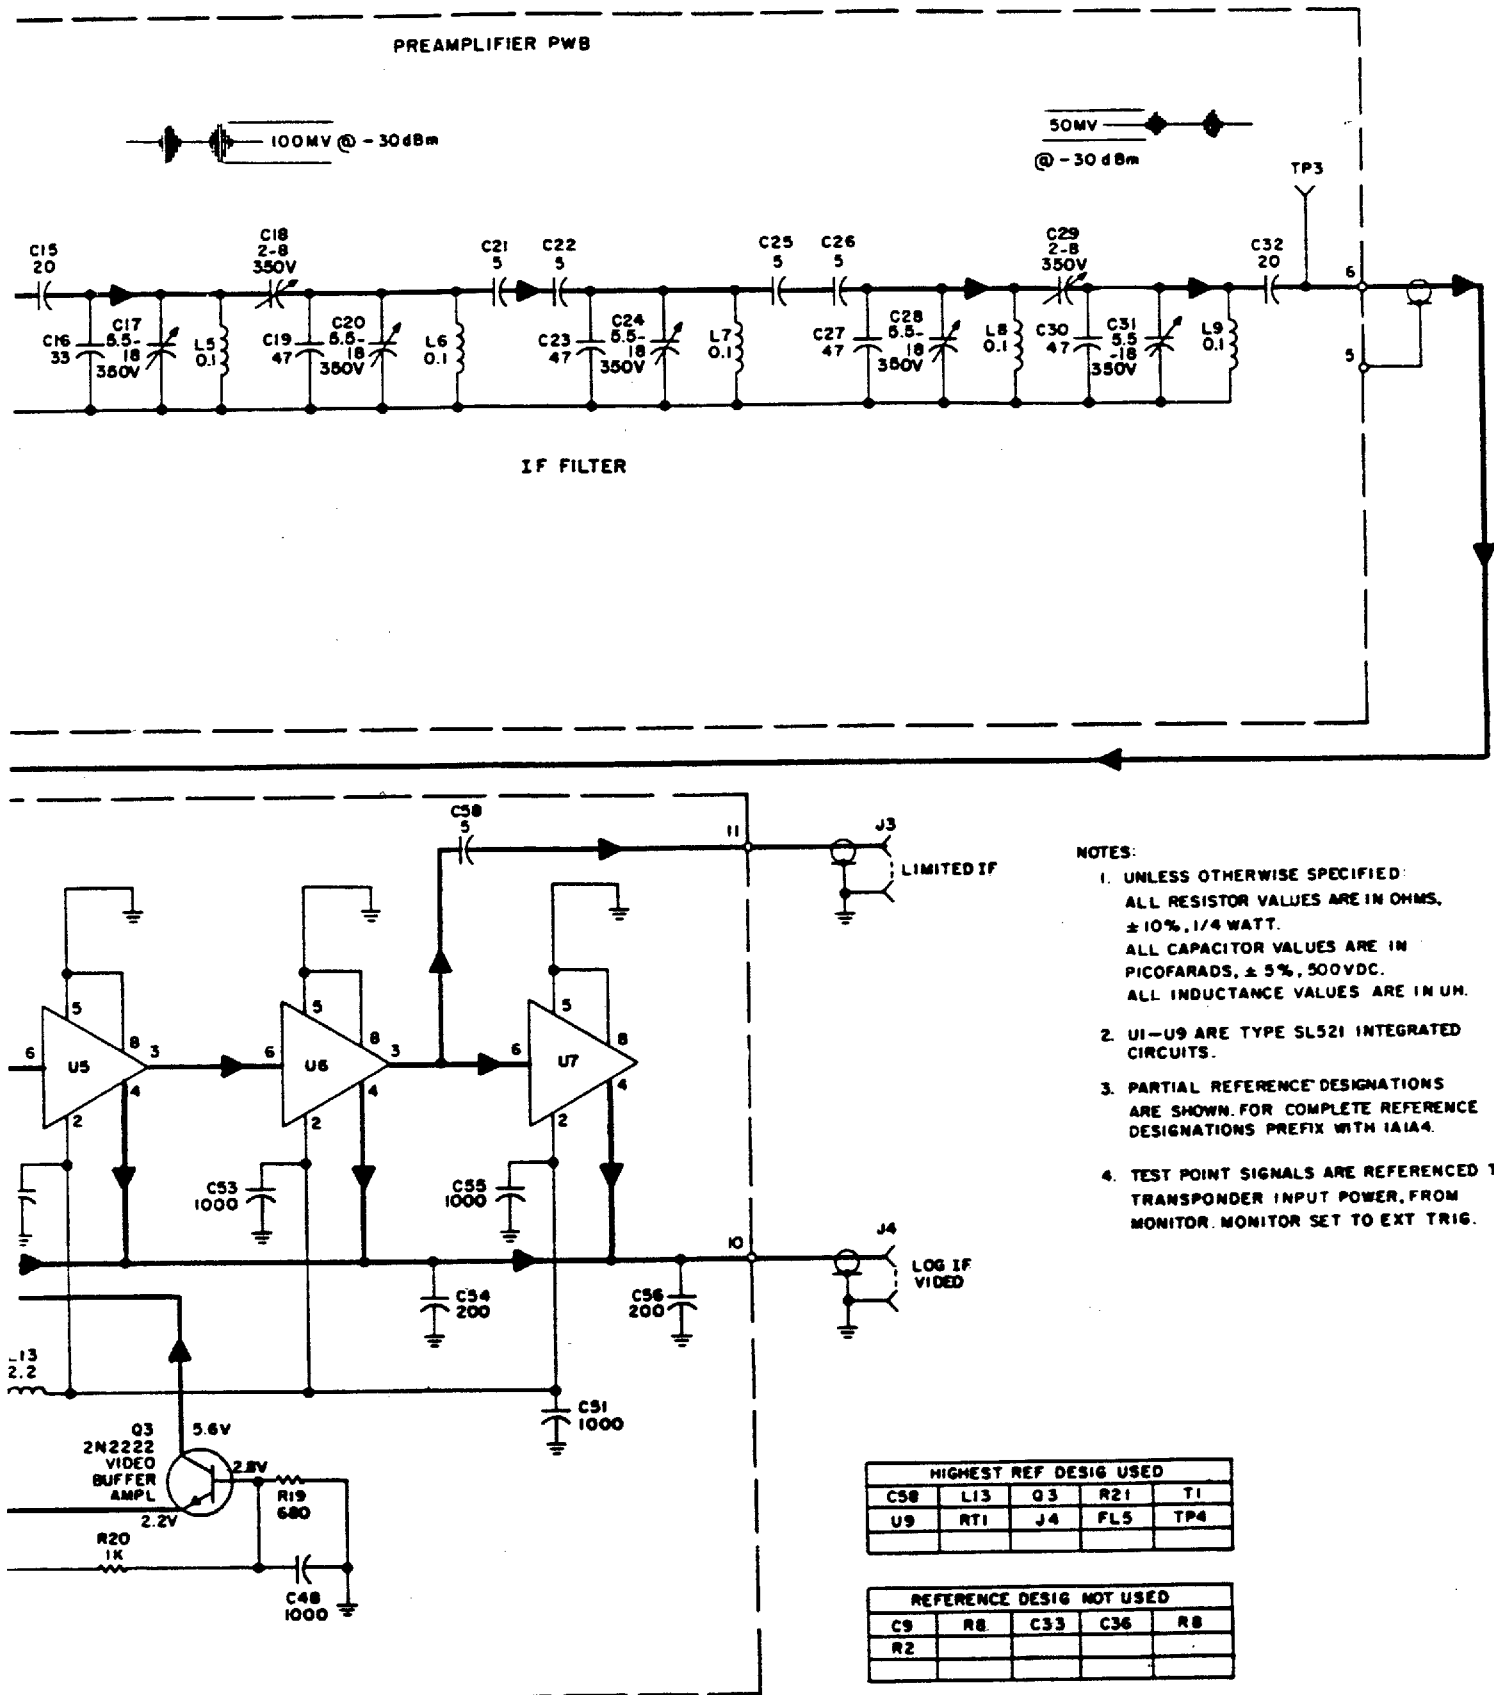 PREAMPLIFIER PWB
100MV @ -30dBm
50MV
@ -30dBm
TP3
C15
20
C18
2-8
350V
C21
5
C22
5
C25
5
C26
5
C29
2-8
350V
C32
20
6
C16
33
C17
5.5-
18
350V
L5
0.1
C19
47
C20
5.5-
18
350V
L6
0.1
C23
47
C24
5.5-
18
350V
L7
0.1
C27
47
C28
5.5-
18
350V
L8
0.1
C30
47
C31
5.5
-18
350V
L9
0.1
5
IF FILTER
C58
5
11
J3
LIMITED IF
5
8
6
U5
3
4
2
5
8
6
U6
3
4
2
5
8
6
U7
4
2
C53
1000
C55
1000
10
J4
LOG IF
VIDEO
C54
200
C56
200
L13
2.2
C51
1000
Q3
2N2222
VIDEO
BUFFER
AMPL
5.6V
2.8V
2.2V
R19
680
R20
1K
C48
1000
NOTES:
1. UNLESS OTHERWISE SPECIFIED:
ALL RESISTOR VALUES ARE IN OHMS,
±10%, 1/4 WATT.
ALL CAPACITOR VALUES ARE IN
PICOFARADS, ± 5%, 500VDC.
ALL INDUCTANCE VALUES ARE IN UH.
2. U1-U9 ARE TYPE SL521 INTEGRATED
CIRCUITS.
3. PARTIAL REFERENCE DESIGNATIONS
ARE SHOWN. FOR COMPLETE REFERENCE
DESIGNATIONS PREFIX WITH 1A1A4.
4. TEST POINT SIGNALS ARE REFERENCED T
TRANSPONDER INPUT POWER, FROM
MONITOR. MONITOR SET TO EXT TRIG.
HIGHEST REF DESIG USED
C58 L13 Q3 R21 T1
U9 RT1 J4 FL5 TP4
REFERENCE DESIG NOT USED
C9 R8 C33 C36 R8
R2